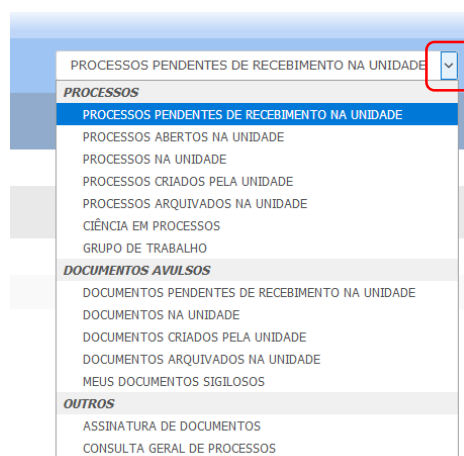 PROCESSOS PENDENTES DE RECEBIMENTO NA UNIDADE
PROCESSOS
PROCESSOS PENDENTES DE RECEBIMENTO NA UNIDADE
PROCESSOS ABERTOS NA UNIDADE
PROCESSOS NA UNIDADE
PROCESSOS CRIADOS PELA UNIDADE
PROCESSOS ARQUIVADOS NA UNIDADE
CIÊNCIA EM PROCESSOS
GRUPO DE TRABALHO
DOCUMENTOS AVULSOS
DOCUMENTOS PENDENTES DE RECEBIMENTO NA UNIDADE
DOCUMENTOS NA UNIDADE
DOCUMENTOS CRIADOS PELA UNIDADE
DOCUMENTOS ARQUIVADOS NA UNIDADE
MEUS DOCUMENTOS SIGILOSOS
OUTROS
ASSINATURA DE DOCUMENTOS
CONSULTA GERAL DE PROCESSOS